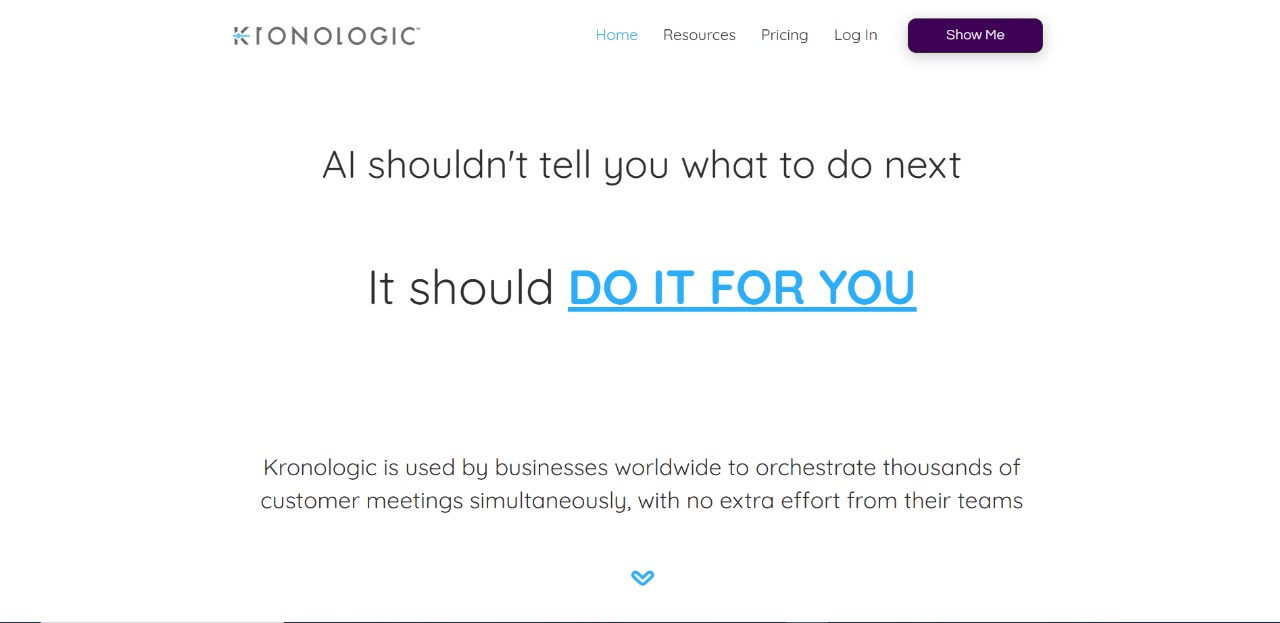 KRONOLOGIC™
Home
Resources
Pricing
Log In
Show Me
AI shouldn't tell you what to do next
It should DO IT FOR YOU
Kronologic is used by businesses worldwide to orchestrate thousands of
customer meetings simultaneously, with no extra effort from their teams